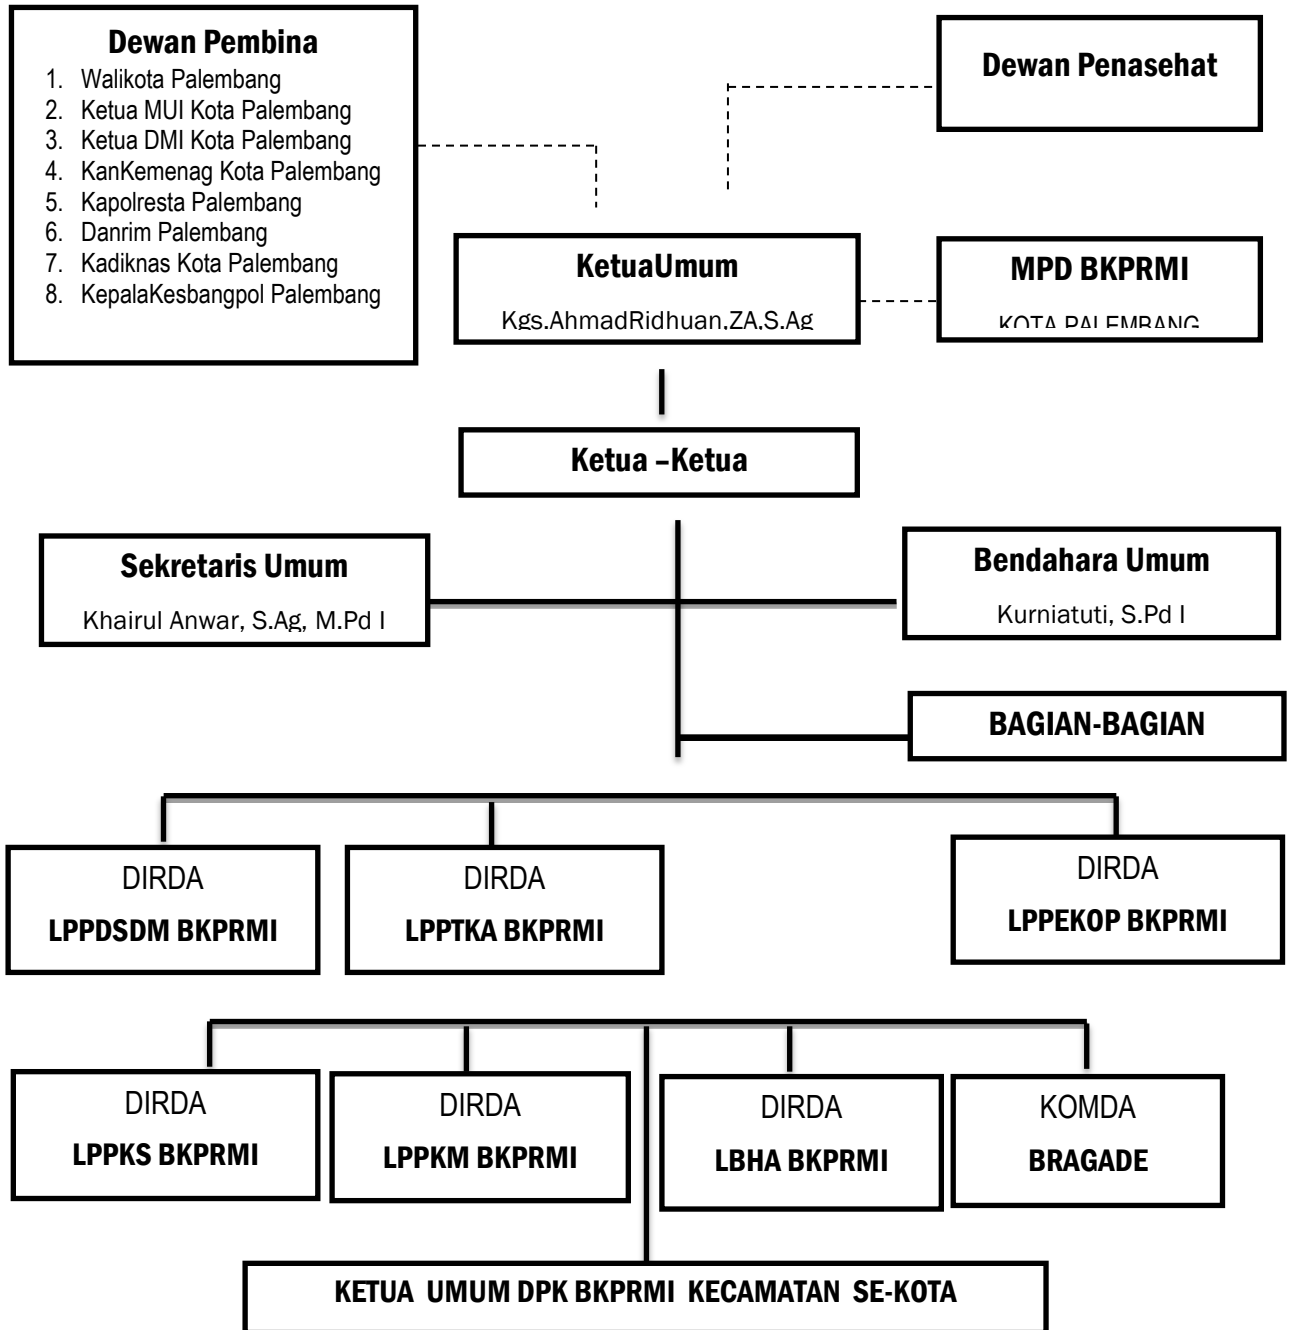 Dewan Pembina
1. Walikota Palembang
2. Ketua MUI Kota Palembang
3. Ketua DMI Kota Palembang
4. KanKemenag Kota Palembang
5. Kapolresta Palembang
6. Danrim Palembang
7. Kadiknas Kota Palembang
8. KepalaKesbangpol Palembang
Dewan Penasehat
KetuaUmum
Kgs.AhmadRidhuan,ZA,S.Ag
MPD BKPRMI
KOTA PALEMBANG
Ketua –Ketua
Sekretaris Umum
Khairul Anwar, S.Ag, M.Pd I
Bendahara Umum
Kurniatuti, S.Pd I
BAGIAN-BAGIAN
DIRDA
LPPDSDM BKPRMI
DIRDA
LPPTKA BKPRMI
DIRDA
LPPEKOP BKPRMI
DIRDA
LPPKS BKPRMI
DIRDA
LPPKM BKPRMI
DIRDA
LBHA BKPRMI
KOMDA
BRAGADE
KETUA UMUM DPK BKPRMI KECAMATAN SE-KOTA